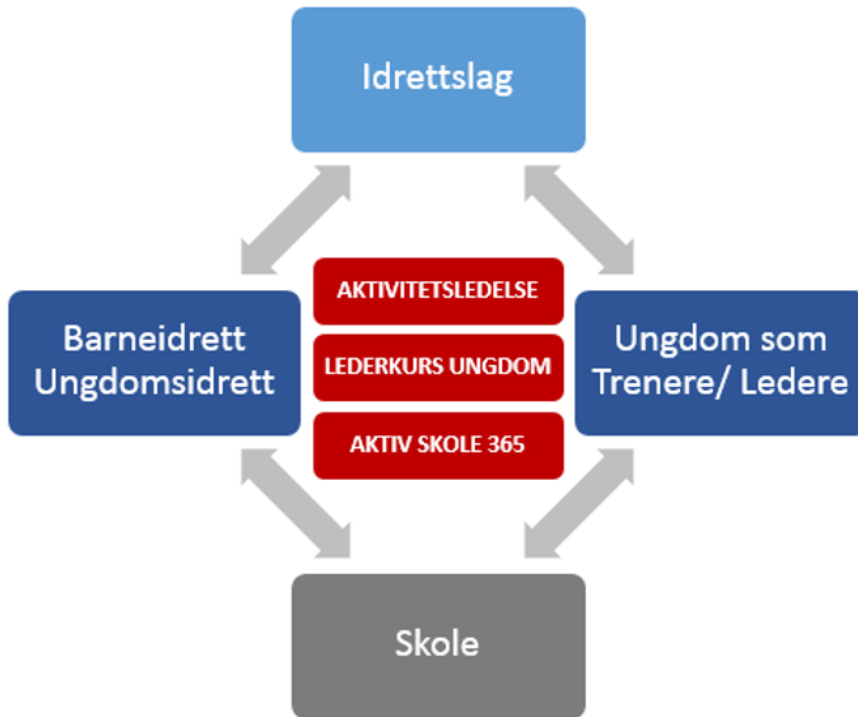 Idrettslag
AKTIVITETSLEDELSE
Barneidrett
Ungdomsidrett
LEDERKURS UNGDOM
Ungdom som
Trenere/ Ledere
AKTIV SKOLE 365
Skole